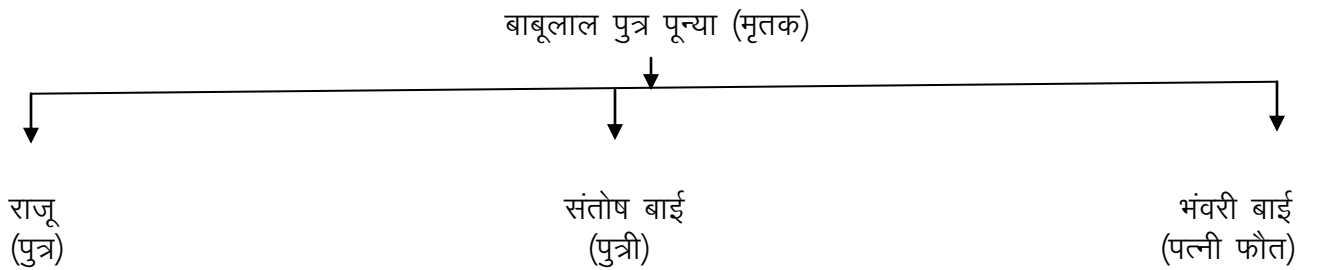 बाबूलाल पुत्र पून्या (मृतक)
राजू संतोष बाई भंवरी बाई
(पुत्र) (पुत्री) (पत्नी फौत)